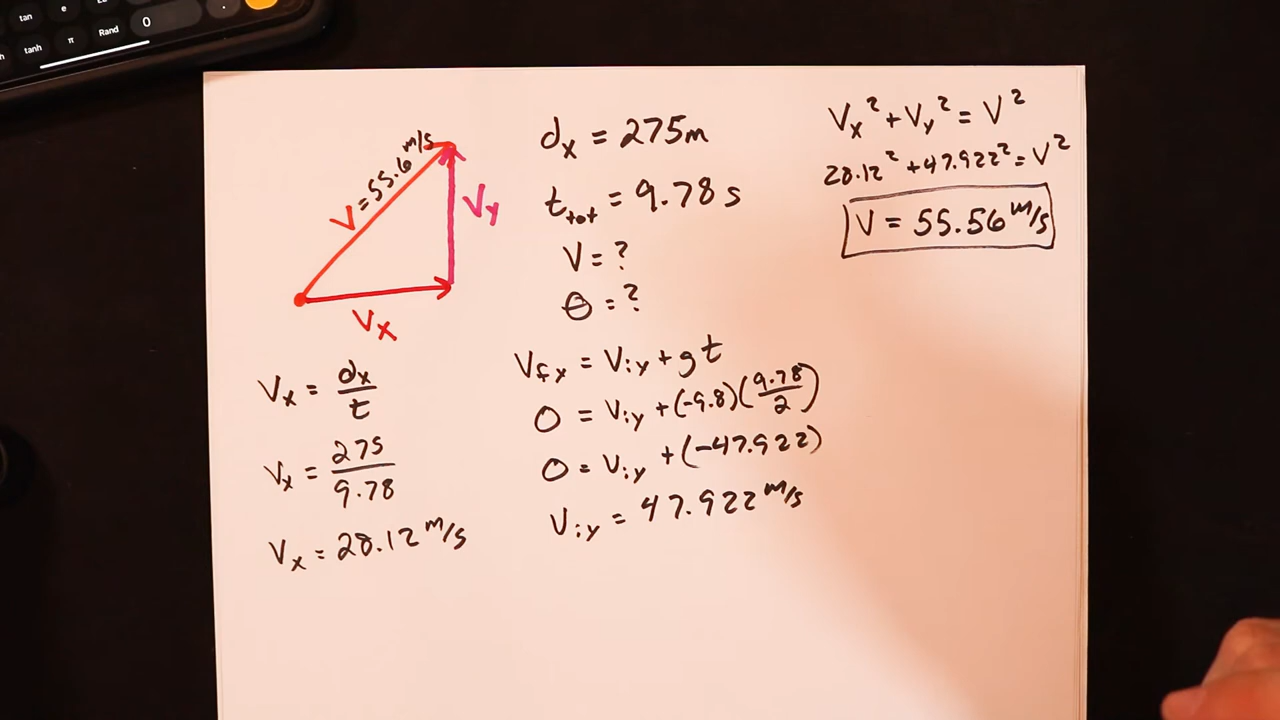 tan e
tanh π Rand 0 .
V = 55.6 m/s
Vy
Vx
Vx = dx/t
Vx = 275/9.78
Vx = 28.12 m/s
dx = 275m
ttot = 9.78 s
V = ?
θ = ?
Vfx = Viy + gt
0 = Viy + (-9.8)(9.78/2)
0 = Viy + (-47.922)
Viy = 47.922 m/s
Vx² + Vy² = V²
28.12² + 47.922² = V²
V = 55.56 m/s